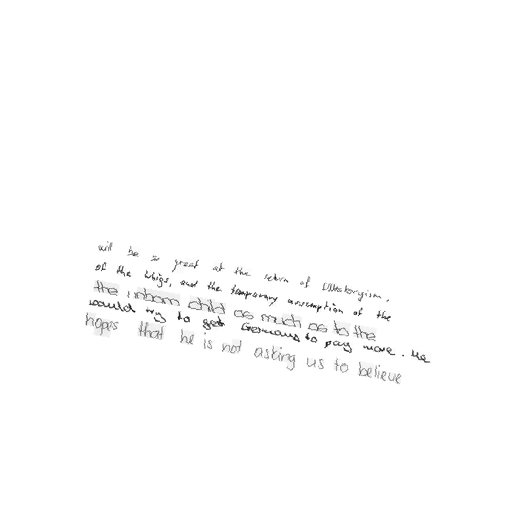 will be so great at the return of
of the Whigs, and the temporary assumption of the
the unborn child as much as to the
would try to get Germans to pay more. He
hopes that he is not asking us to believe